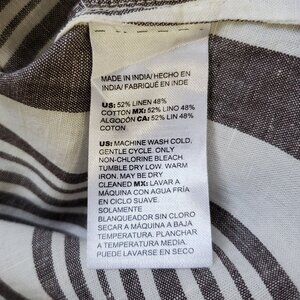 MADE IN INDIA/ HECHO EN
INDIA/ FABRIQUÉ EN INDE
US: 52% LINEN 48%
COTTON MX: 52% LINO 48%
ALGODÓN CA: 52% LIN 48%
COTON
US: MACHINE WASH COLD,
GENTLE CYCLE. ONLY
NON-CHLORINE BLEACH
TUMBLE DRY LOW. WARM
IRON. MAY BE DRY
CLEANED MX: LAVAR A
MÁQUINA CON AGUA FRÍA
EN CICLO SUAVE.
SOLAMENTE
BLANQUEADOR SIN CLORO
SECAR A MÁQUINA A BAJA
TEMPERATURA. PLANCHAR
A TEMPERATURA MEDIA.
PUEDE LAVARSE EN SECO